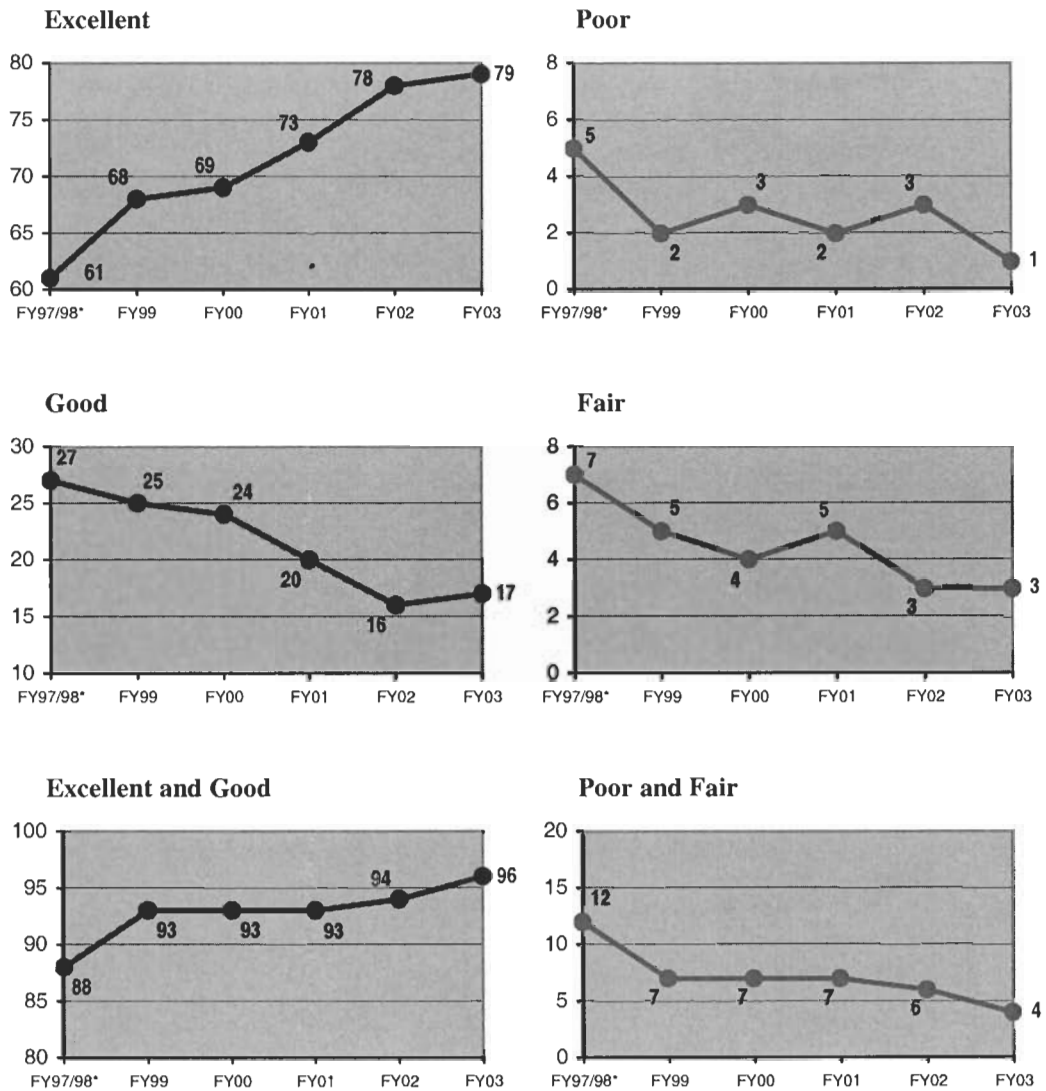 Excellent
80
75
70
65
60
61
68
69
73
78
79
FY97/98*
FY99
FY00
FY01
FY02
FY03
Poor
8
6
4
2
0
5
2
3
2
3
1
FY97/98*
FY99
FY00
FY01
FY02
FY03
Good
30
25
20
15
10
27
25
24
20
16
17
FY97/98*
FY99
FY00
FY01
FY02
FY03
Fair
8
6
4
2
0
7
5
4
5
3
3
FY97/98*
FY99
FY00
FY01
FY02
FY03
Excellent and Good
100
95
90
85
80
88
93
93
93
94
96
FY97/98*
FY99
FY00
FY01
FY02
FY03
Poor and Fair
20
15
10
5
0
12
7
7
7
6
4
FY97/98*
FY99
FY00
FY01
FY02
FY03